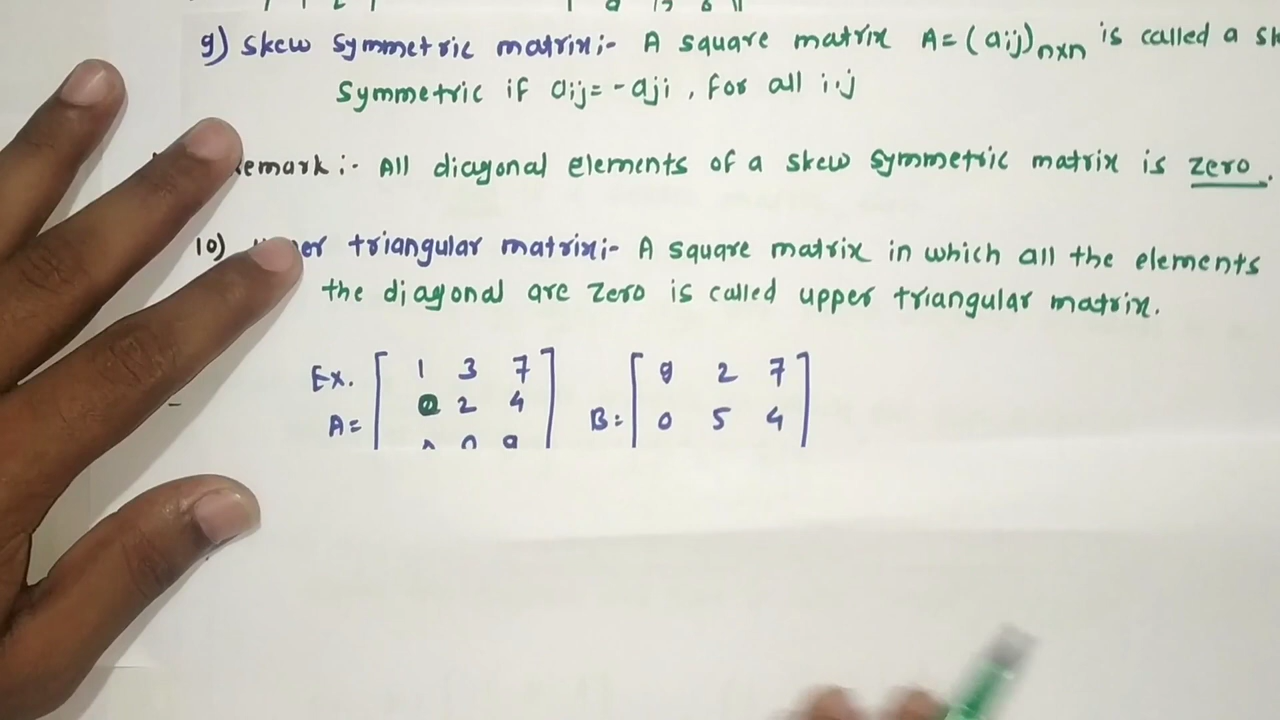 9) Skew symmetric matrix:- A square matrix A=(aij)nxn is called a
Symmetric if aij=-aji, for all i,j
emark:- All diagonal elements of a skew symmetric matrix is zero.
10) triangular matrix:- A square matrix in which all the elements
the diagonal are zero is called upper triangular matrix.
Ex. 1 3 7
A= 0 2 4
B= 9 2 7
0 5 4